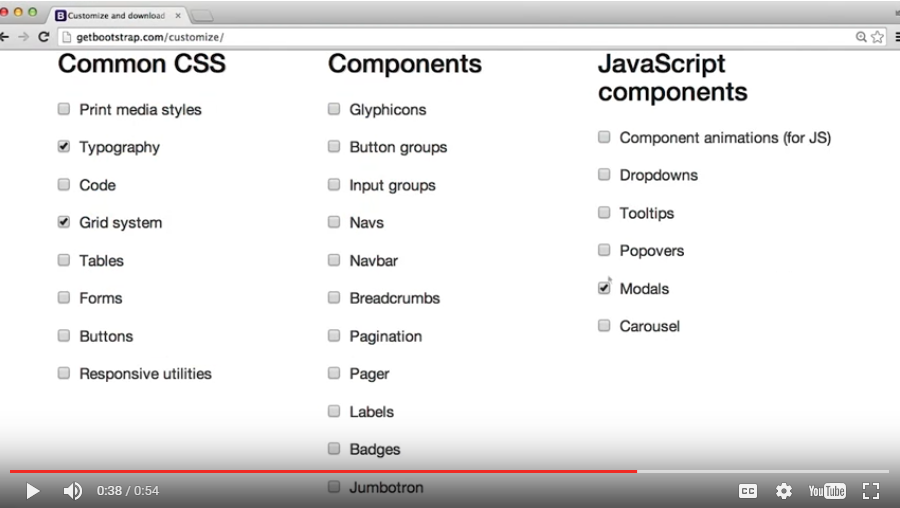 Customize and download
getbootstrap.com/customize/
Common CSS
Print media styles
Typography
Code
Grid system
Tables
Forms
Buttons
Responsive utilities
Components
Glyphicons
Button groups
Input groups
Navs
Navbar
Breadcrumbs
Pagination
Pager
Labels
Badges
Jumbotron
JavaScript
components
Component animations (for JS)
Dropdowns
Tooltips
Popovers
Modals
Carousel
0:38 / 0:54
CC
YouTube